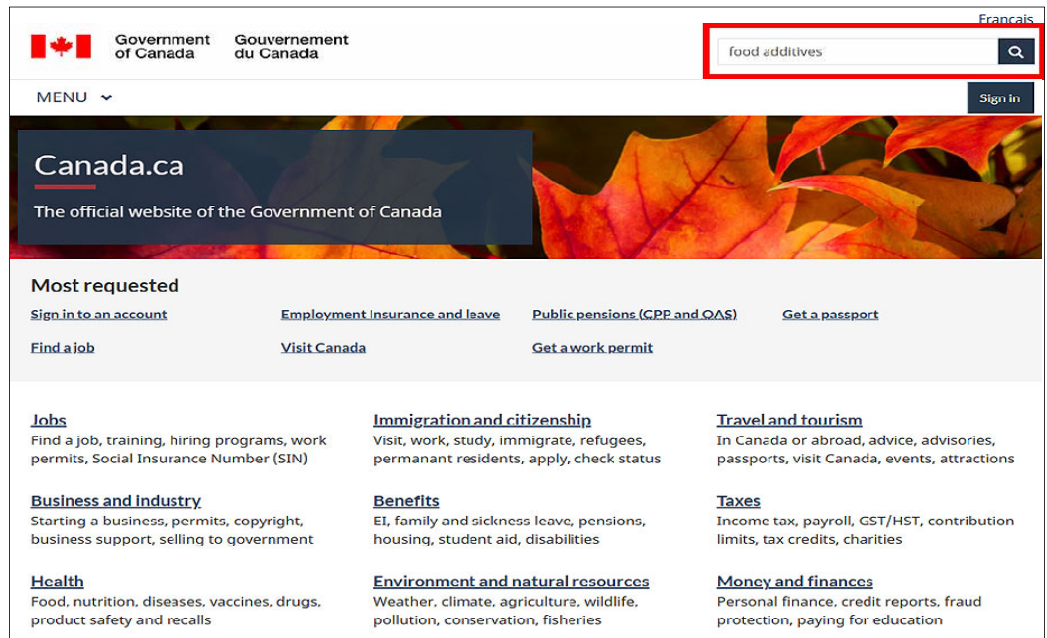 Français
Government of Canada
Gouvernement du Canada
food additives
MENU
Sign in
Canada.ca
The official website of the Government of Canada
Most requested
Sign in to an account
Employment Insurance and leave
Public pensions (CPP and OAS)
Get a passport
Find a job
Visit Canada
Get a work permit
Jobs
Find a job, training, hiring programs, work
permits, Social Insurance Number (SIN)
Immigration and citizenship
Visit, work, study, immigrate, refugees,
permanant residents, apply, check status
Travel and tourism
In Canada or abroad, advice, advisories,
passports, visit Canada, events, attractions
Business and industry
Starting a business, permits, copyright,
business support, selling to government
Benefits
EI, family and sickness leave, pensions,
housing, student aid, disabilities
Taxes
Income tax, payroll, GST/HST, contribution
limits, tax credits, charities
Health
Food, nutrition, diseases, vaccines, drugs,
product safety and recalls
Environment and natural resources
Weather, climate, agriculture, wildlife,
pollution, conservation, fisheries
Money and finances
Personal finance, credit reports, fraud
protection, paying for education